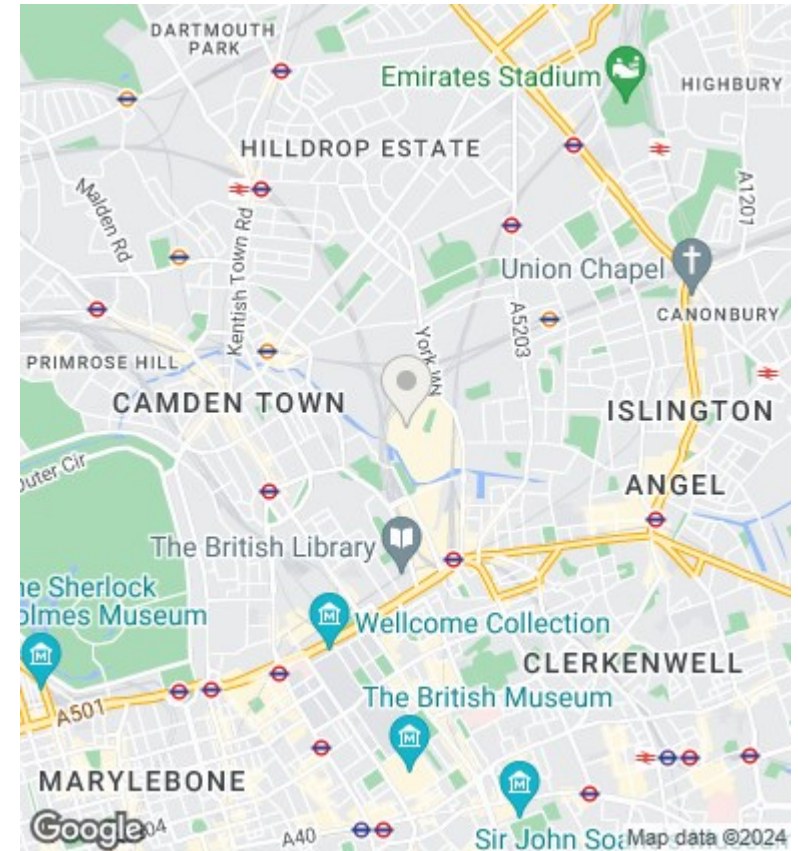 DARTMOUTH
PARK
Emirates Stadium
HIGHBURY
HILLDROP ESTATE
Malden Rd
Kentish Town Rd
A1201
Union Chapel
A5203
CANONBURY
York
PRIMROSE HILL
CAMDEN TOWN
ISLINGTON
Outer Cir
ANGEL
The British Library
he Sherlock
olmes Museum
Wellcome Collection
CLERKENWELL
A501
The British Museum
MARYLEBONE
Google
A40
Sir John Soa
Map data ©2024